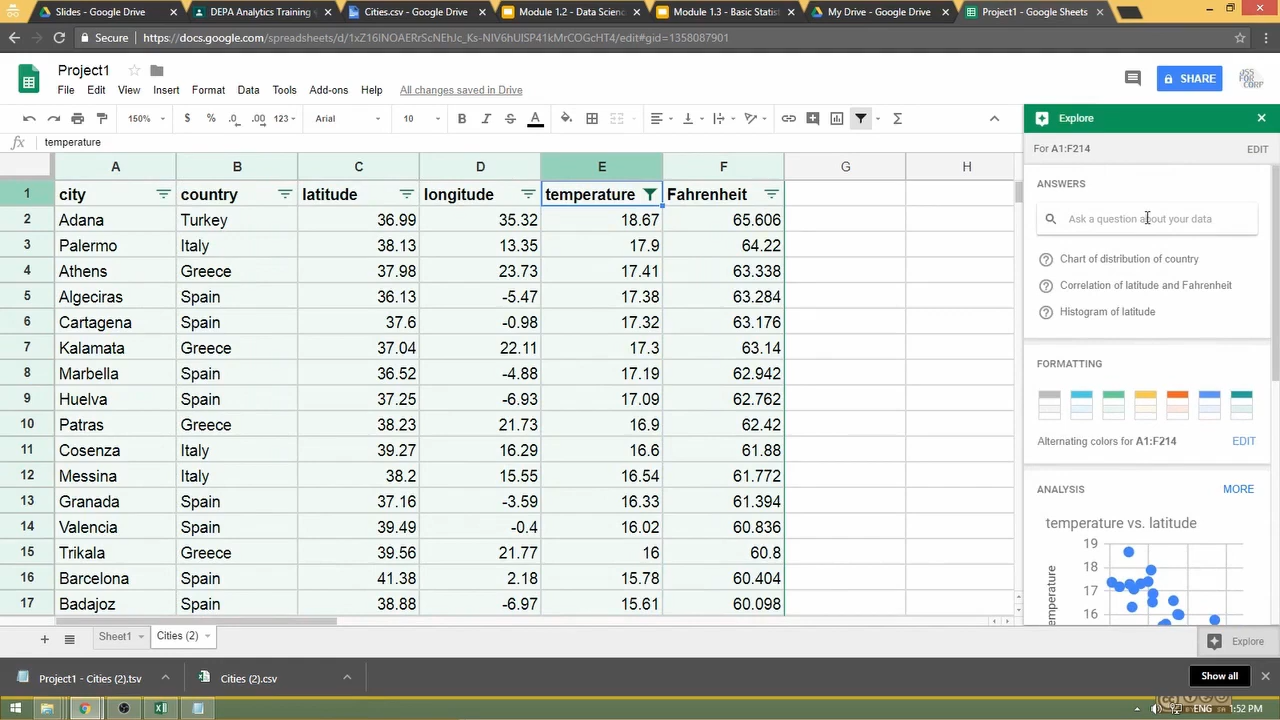 Slides - Google Drive
DEPA Analytics Training
Cities.csv - Google Drive
Module 1.2 - Data Scien
Module 1.3 - Basic Statist
My Drive - Google Drive
Project1 - Google Sheets
Secure
Project1
File Edit View Insert Format Data Tools Add-ons Help All changes saved in Drive
SHARE
150% $ % .0 .00 123 Arial 10 B I S A Σ
fx temperature
Explore
For A1:F214 EDIT
A B C D E F G H
1 city country latitude longitude temperature Fahrenheit
2 Adana Turkey 36.99 35.32 18.67 65.606
3 Palermo Italy 38.13 13.35 17.9 64.22
4 Athens Greece 37.98 23.73 17.41 63.338
5 Algeciras Spain 36.13 -5.47 17.38 63.284
6 Cartagena Spain 37.6 -0.98 17.32 63.176
7 Kalamata Greece 37.04 22.11 17.3 63.14
8 Marbella Spain 36.52 -4.88 17.19 62.942
9 Huelva Spain 37.25 -6.93 17.09 62.762
10 Patras Greece 38.23 21.73 16.9 62.42
11 Cosenza Italy 39.27 16.29 16.6 61.88
12 Messina Italy 38.2 15.55 16.54 61.772
13 Granada Spain 37.16 -3.59 16.33 61.394
14 Valencia Spain 39.49 -0.4 16.02 60.836
15 Trikala Greece 39.56 21.77 16 60.8
16 Barcelona Spain 41.38 2.18 15.78 60.404
17 Badajoz Spain 38.88 -6.97 15.61 60.098
ANSWERS
Ask a question about your data
Chart of distribution of country
Correlation of latitude and Fahrenheit
Histogram of latitude
FORMATTING
Alternating colors for A1:F214 EDIT
ANALYSIS MORE
temperature vs. latitude
19
18
17
16
Sheet1
Cities (2)
Explore
Project1 - Cities (2).tsv
Cities (2).csv
Show all
ENG 1:52 PM